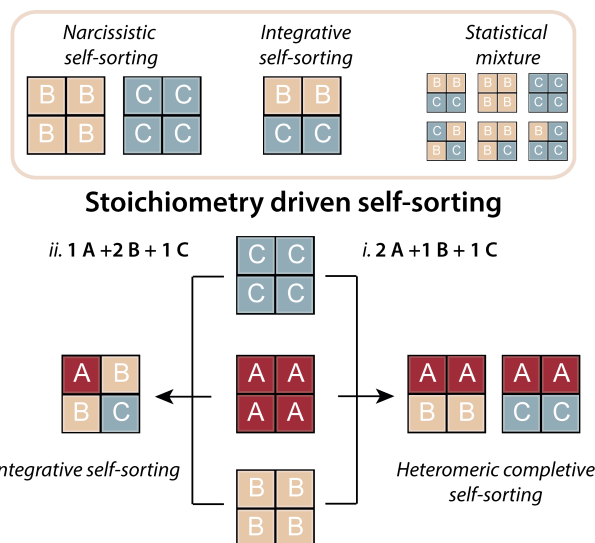 Narcissistic self-sorting
Integrative self-sorting
Statistical mixture
B B C C B B
B B C C C C
B B B B C C
C C B B C C
C B B B B C
B C B C C C
Stoichiometry driven self-sorting
ii. 1 A +2 B + 1 C
i. 2 A +1 B + 1 C
C C
C C
A B A A A A A A
B C A A B B C C
ntegrative self-sorting
Heteromeric completive
self-sorting
B B
B B